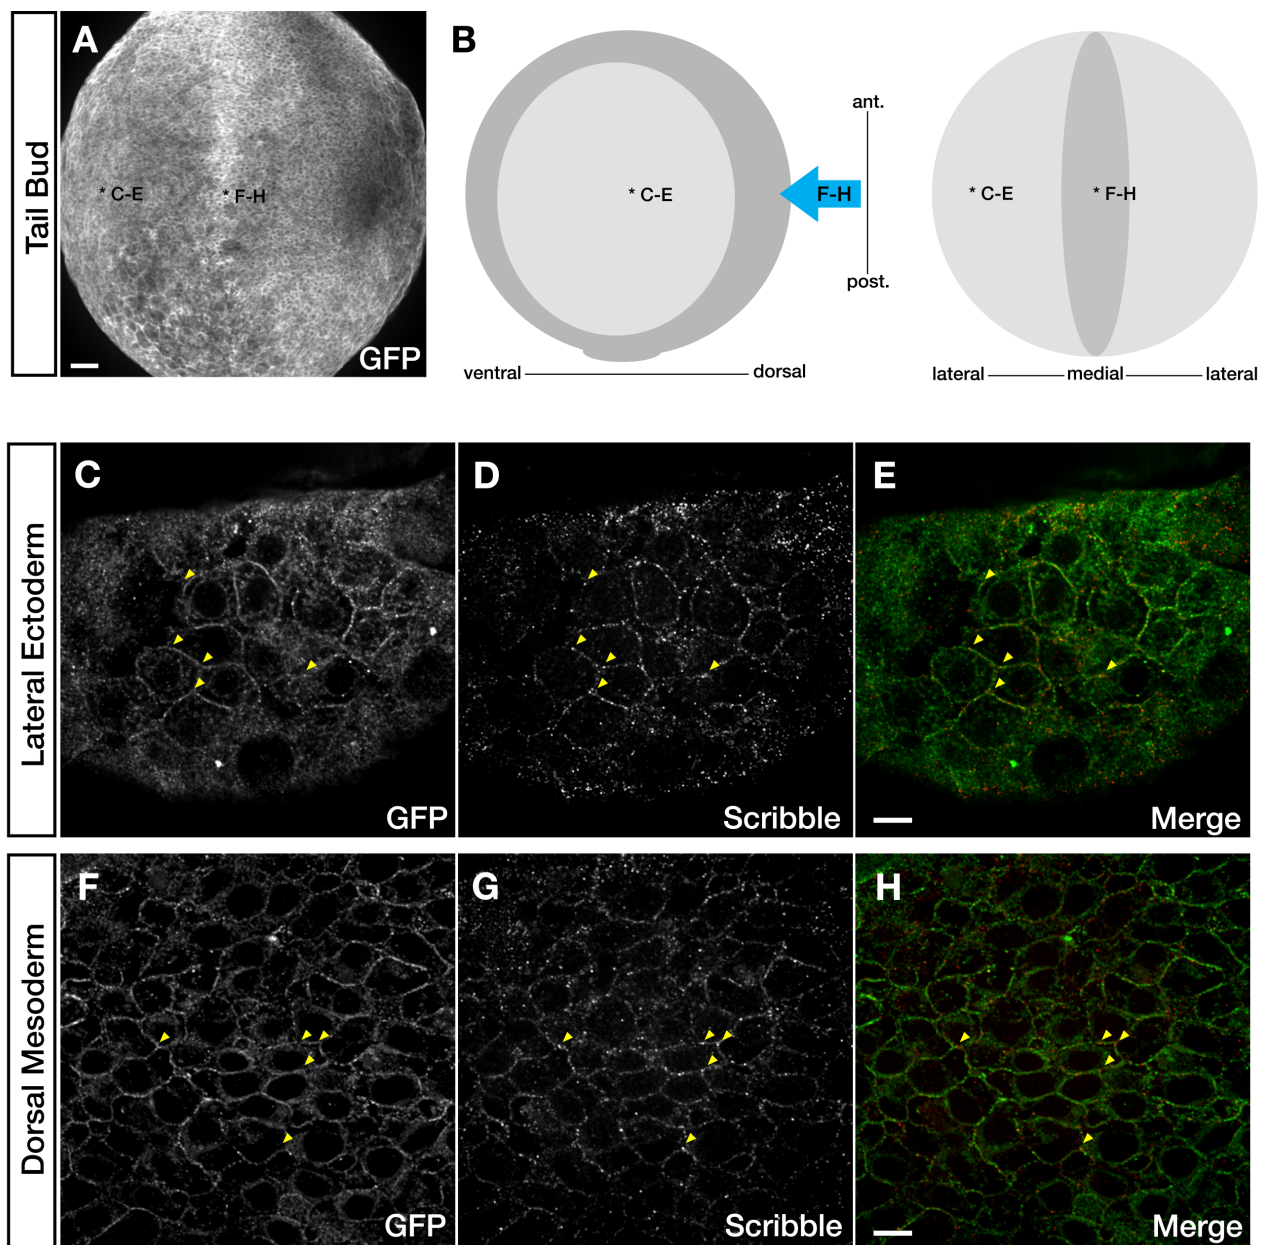 Tail Bud
A
* C-E
* F-H
GFP
B
* C-E
F-H
ant.
post.
ventral
dorsal
* C-E
* F-H
lateral
medial
lateral
Lateral Ectoderm
C
GFP
D
Scribble
E
Merge
Dorsal Mesoderm
F
GFP
G
Scribble
H
Merge